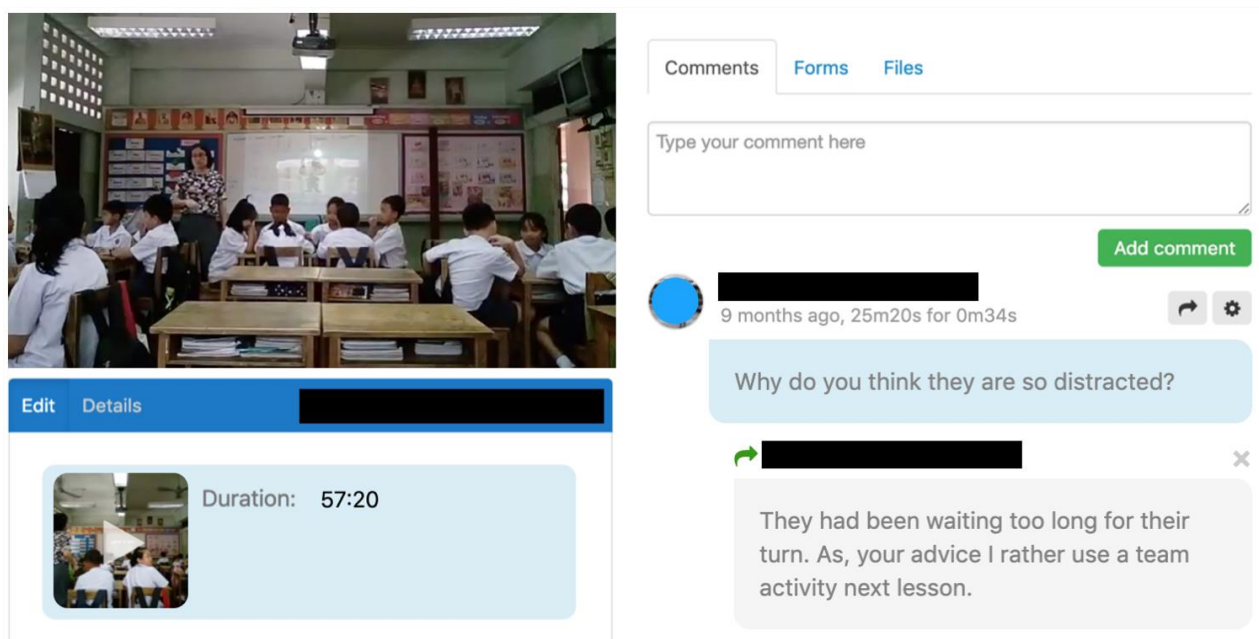 Comments Forms Files
Type your comment here
Add comment
9 months ago, 25m20s for 0m34s
Why do you think they are so distracted?
They had been waiting too long for their
turn. As, your advice I rather use a team
activity next lesson.
Edit Details
Duration: 57:20